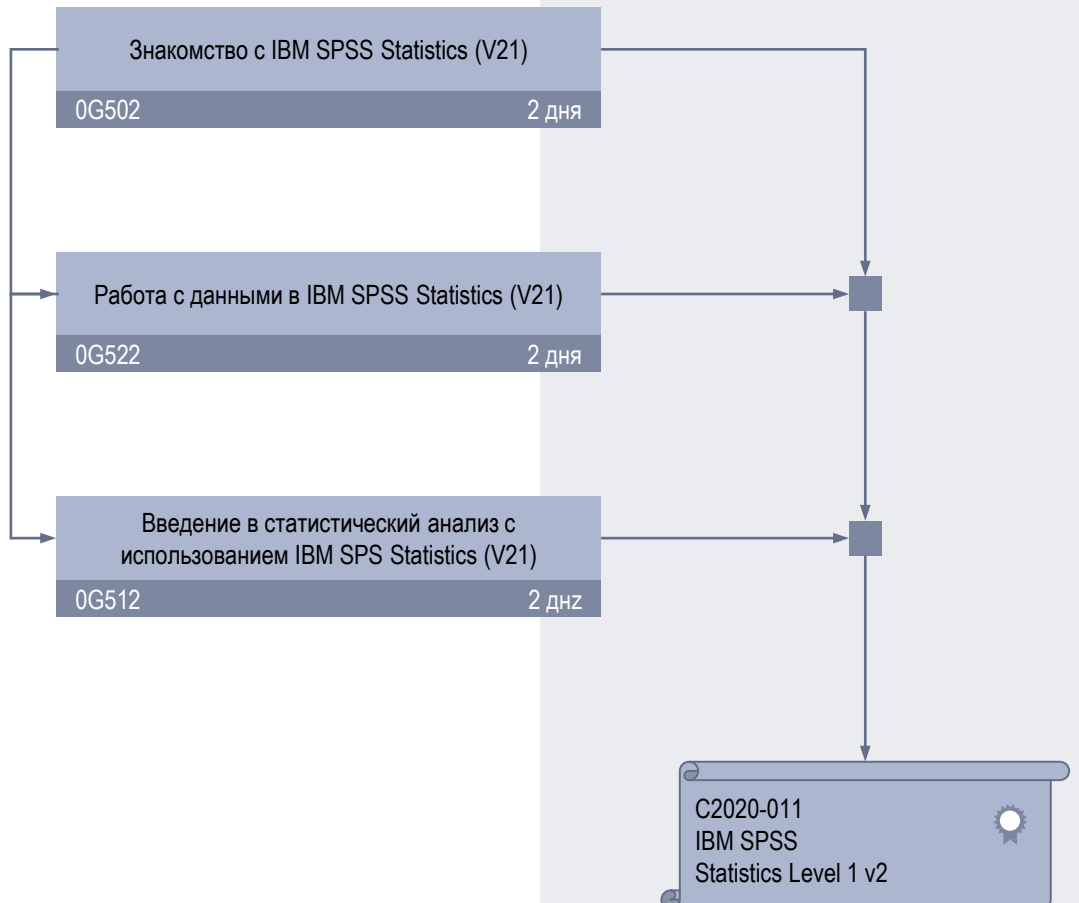 Знакомство с IBM SPSS Statistics (V21)
0G502 2 дня
Работа с данными в IBM SPSS Statistics (V21)
0G522 2 дня
Введение в статистический анализ с
использованием IBM SPS Statistics (V21)
0G512 2 днz
C2020-011
IBM SPSS
Statistics Level 1 v2